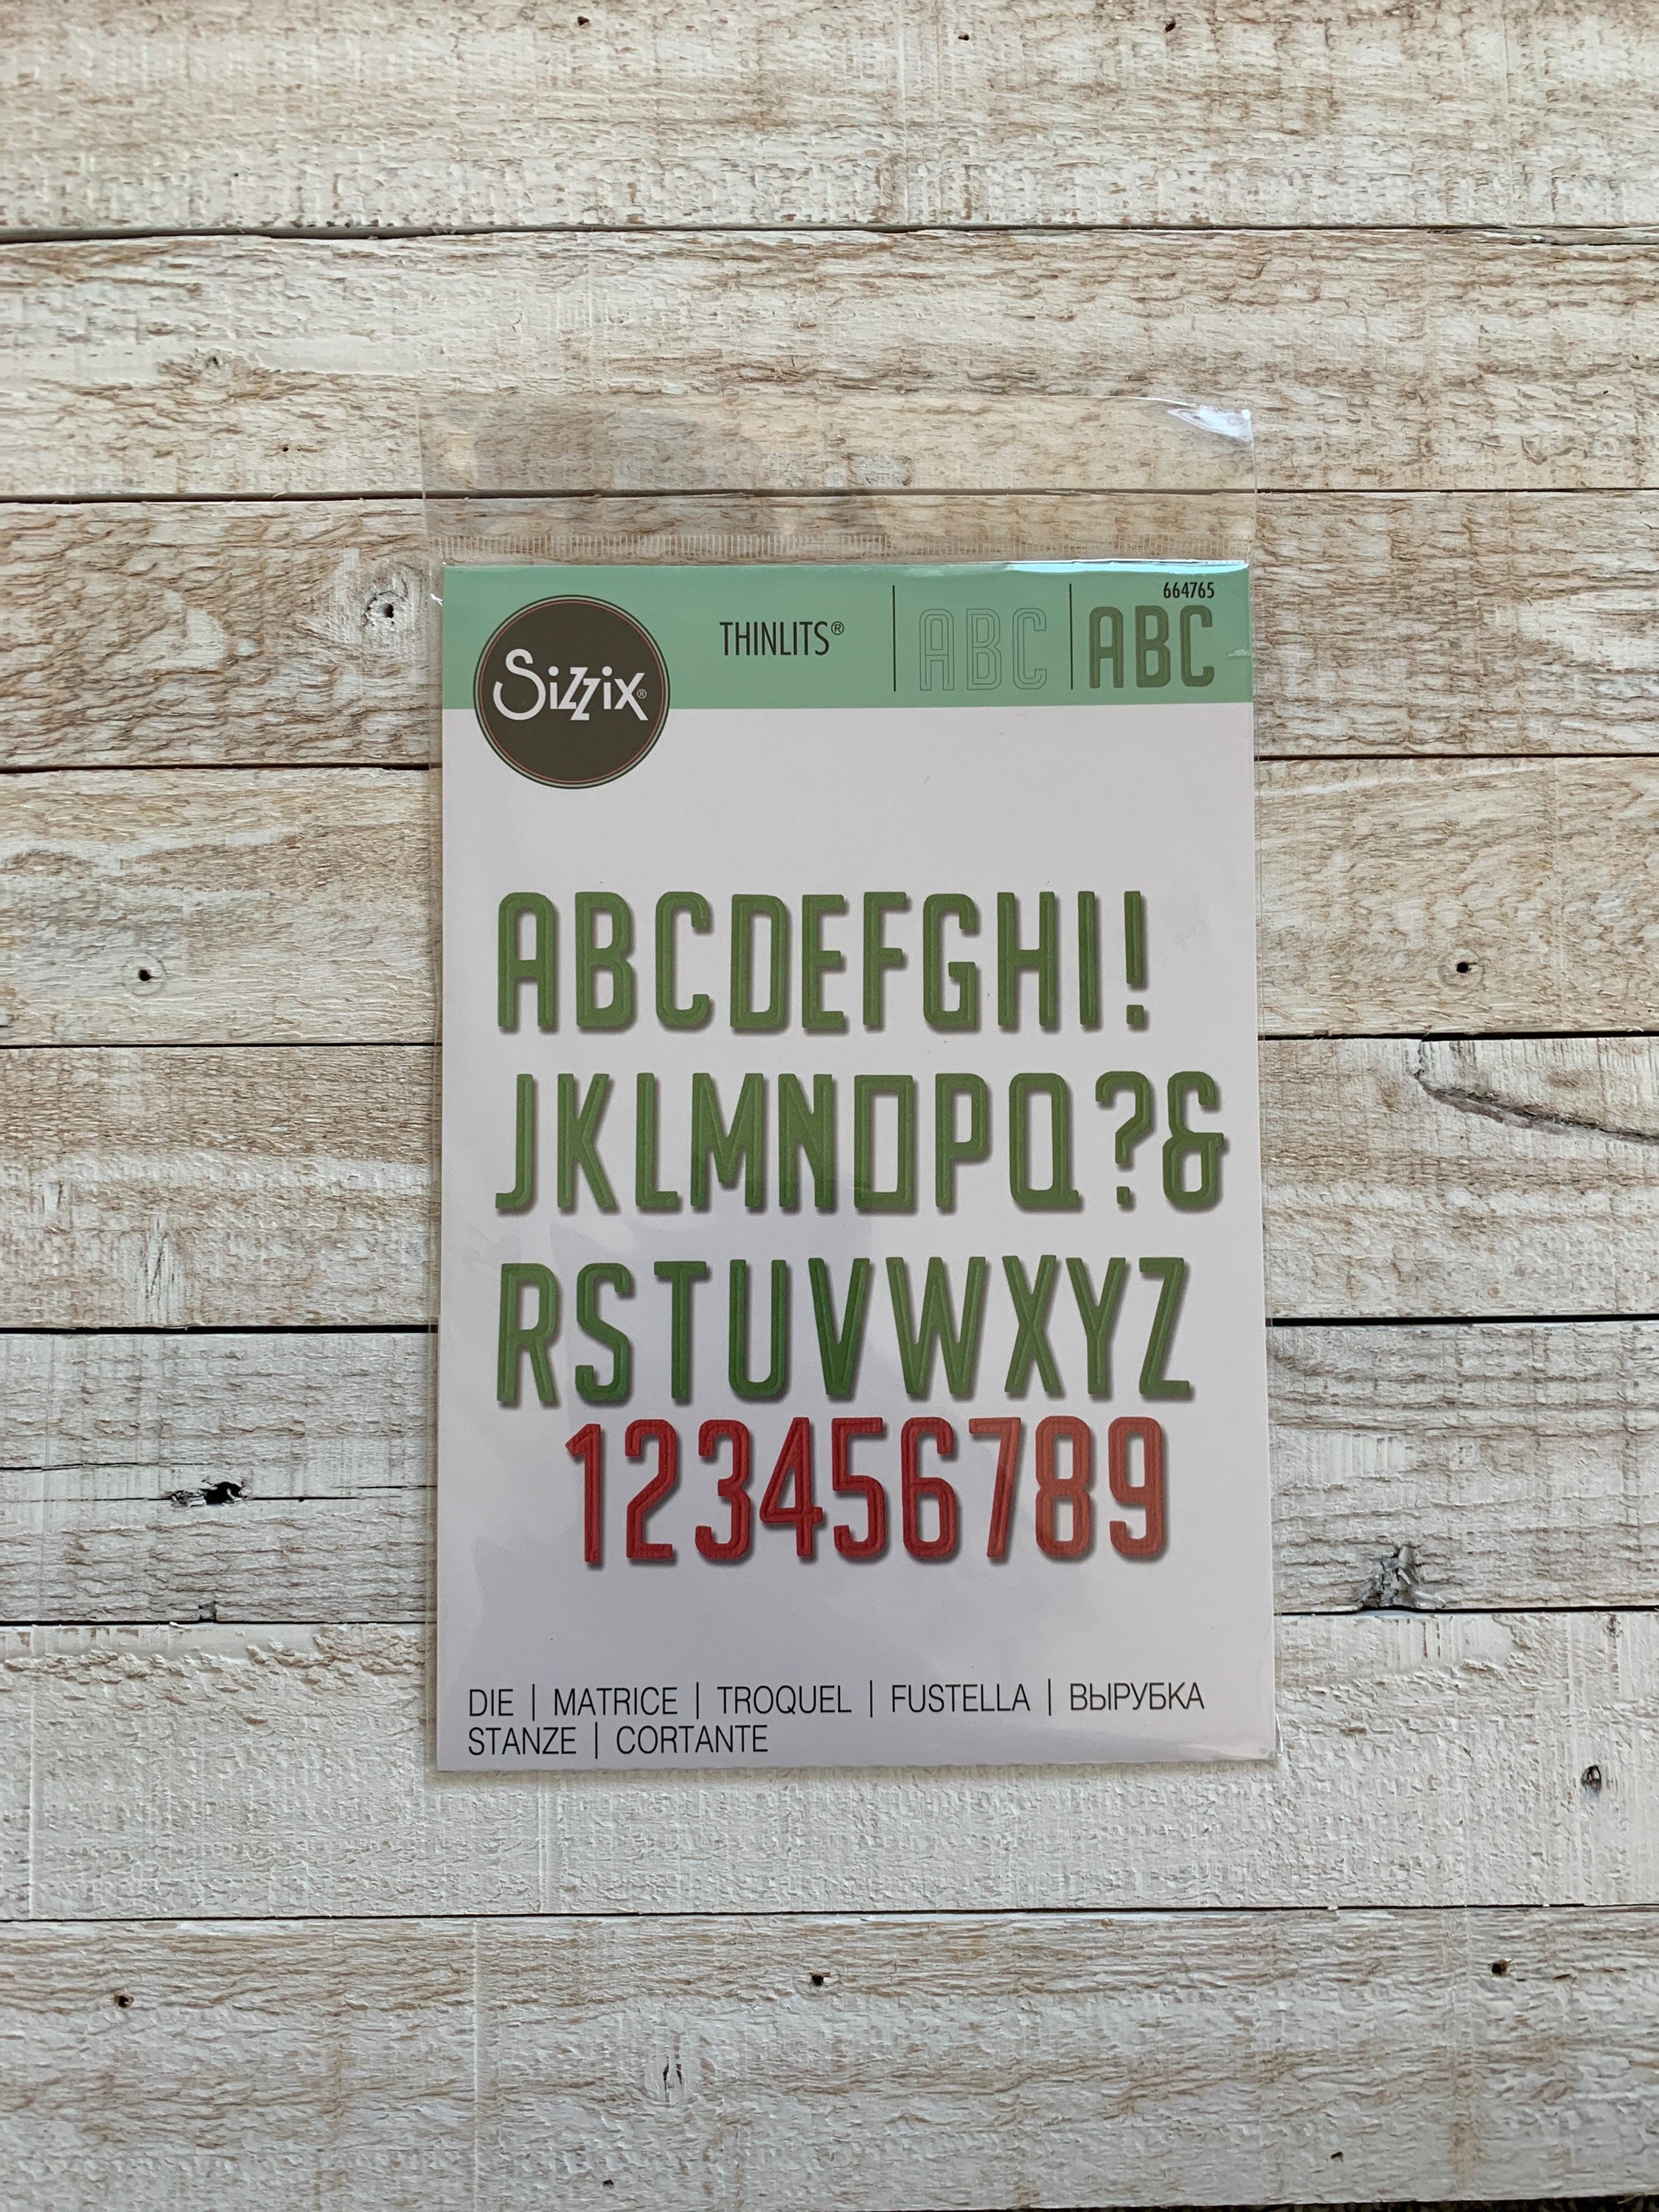 664765
Sizzix®
THINLITS®
ABC
ABC
ABCDEFGHI!
JKLMNOPQ?&
RSTUVWXYZ
123456789
DIE | MATRICE | TROQUEL | FUSTELLA | ВЫРУБКА
STANZE | CORTANTE